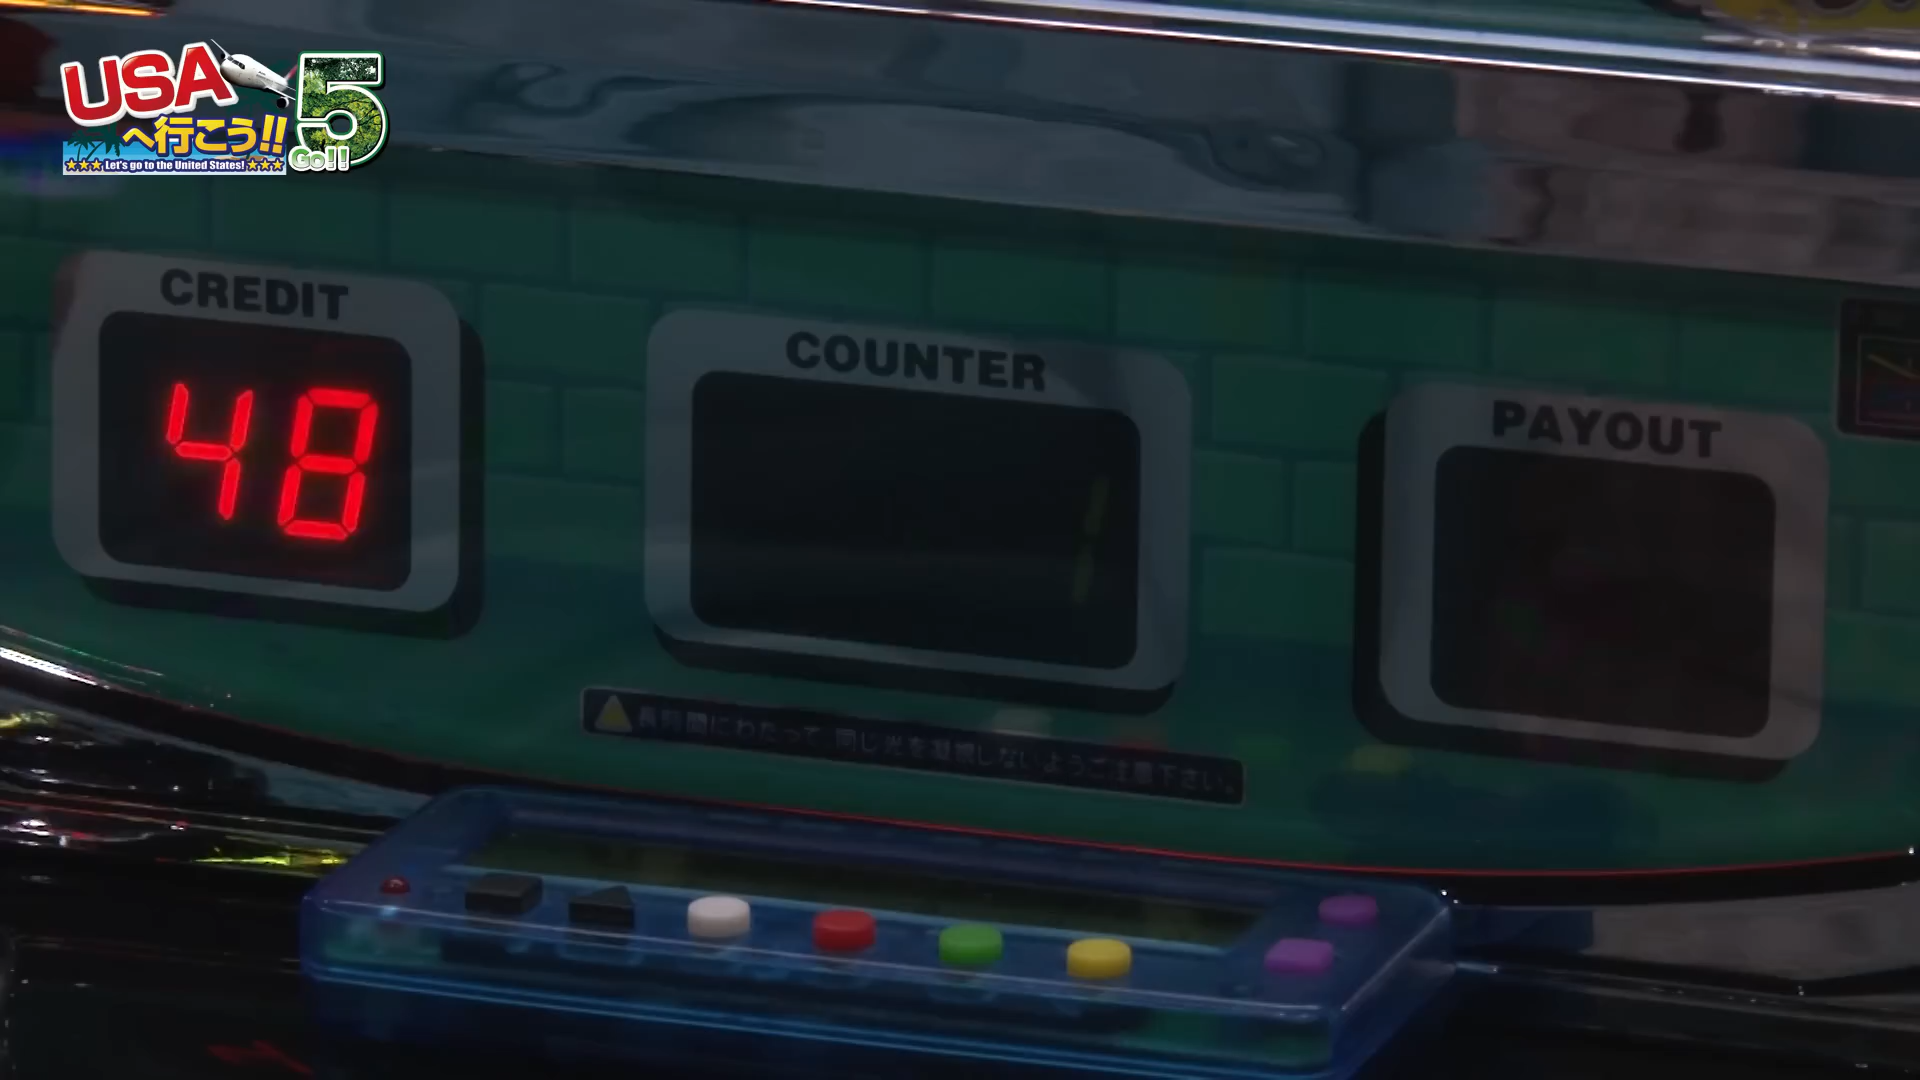 USA
へ行こう!!
★★★ Let's go to the United States! ★★★
5
Go!!
CREDIT
48
COUNTER
1
PAYOUT
長時間にわたって、同じ光を凝視しないようご注意下さい。